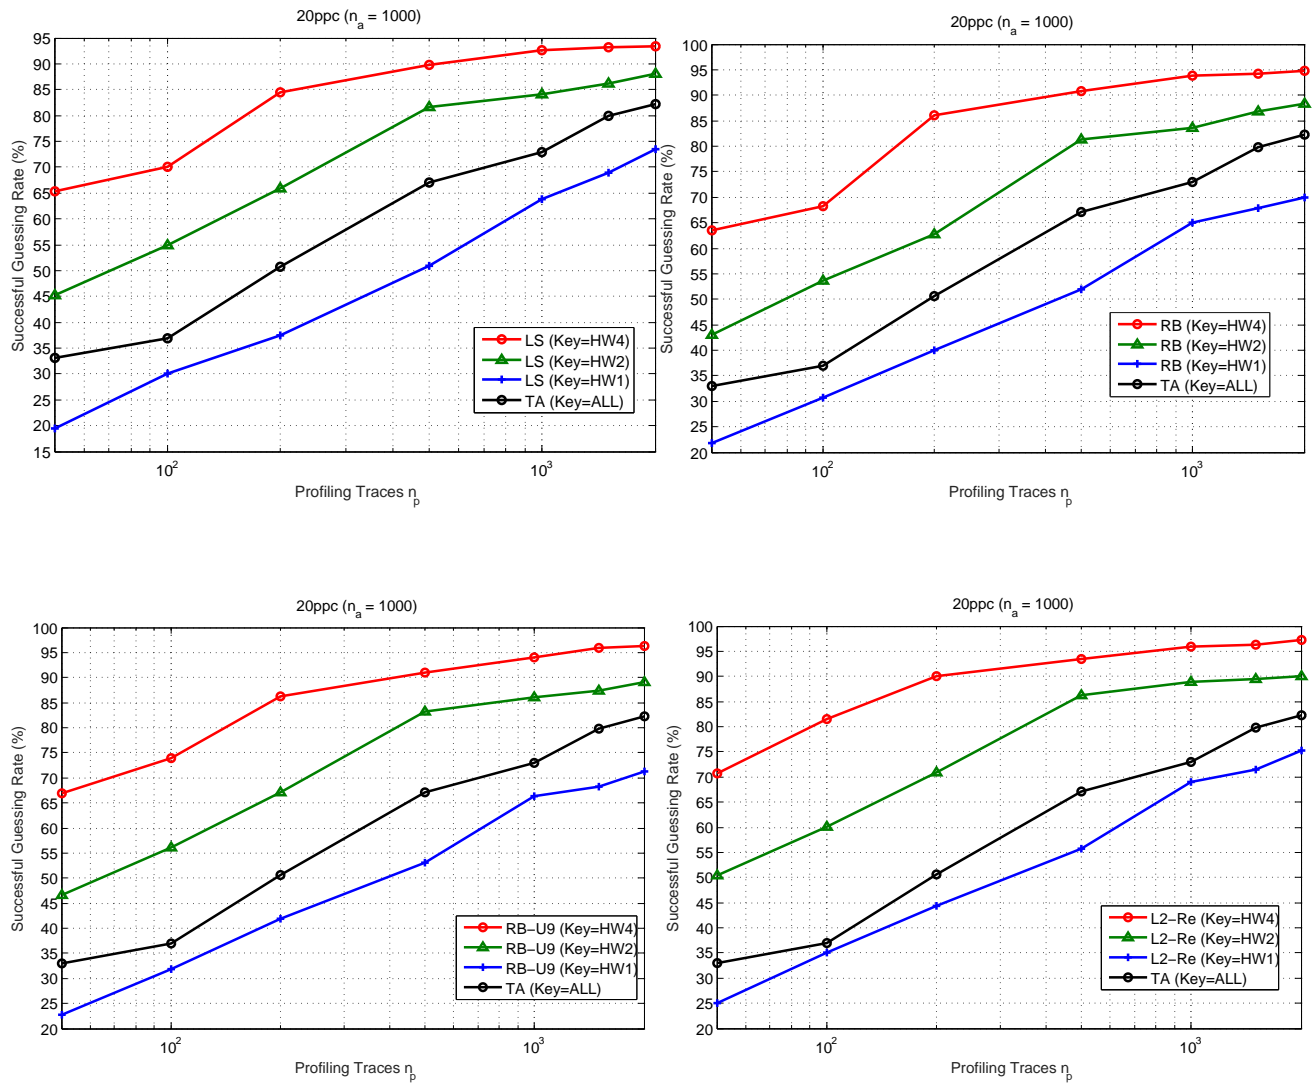 20ppc (n_a = 1000)
Successful Guessing Rate (%)
95
90
85
80
75
70
65
60
55
50
45
40
35
30
25
20
15
LS (Key=HW4)
LS (Key=HW2)
LS (Key=HW1)
TA (Key=ALL)
10^2
10^3
Profiling Traces n_p
20ppc (n_a = 1000)
Successful Guessing Rate (%)
100
95
90
85
80
75
70
65
60
55
50
45
40
35
30
25
20
RB (Key=HW4)
RB (Key=HW2)
RB (Key=HW1)
TA (Key=ALL)
10^2
10^3
Profiling Traces n_p
20ppc (n_a = 1000)
Successful Guessing Rate (%)
100
95
90
85
80
75
70
65
60
55
50
45
40
35
30
25
20
RB−U9 (Key=HW4)
RB−U9 (Key=HW2)
RB−U9 (Key=HW1)
TA (Key=ALL)
10^2
10^3
Profiling Traces n_p
20ppc (n_a = 1000)
Successful Guessing Rate (%)
100
95
90
85
80
75
70
65
60
55
50
45
40
35
30
25
20
L2−Re (Key=HW4)
L2−Re (Key=HW2)
L2−Re (Key=HW1)
TA (Key=ALL)
10^2
10^3
Profiling Traces n_p